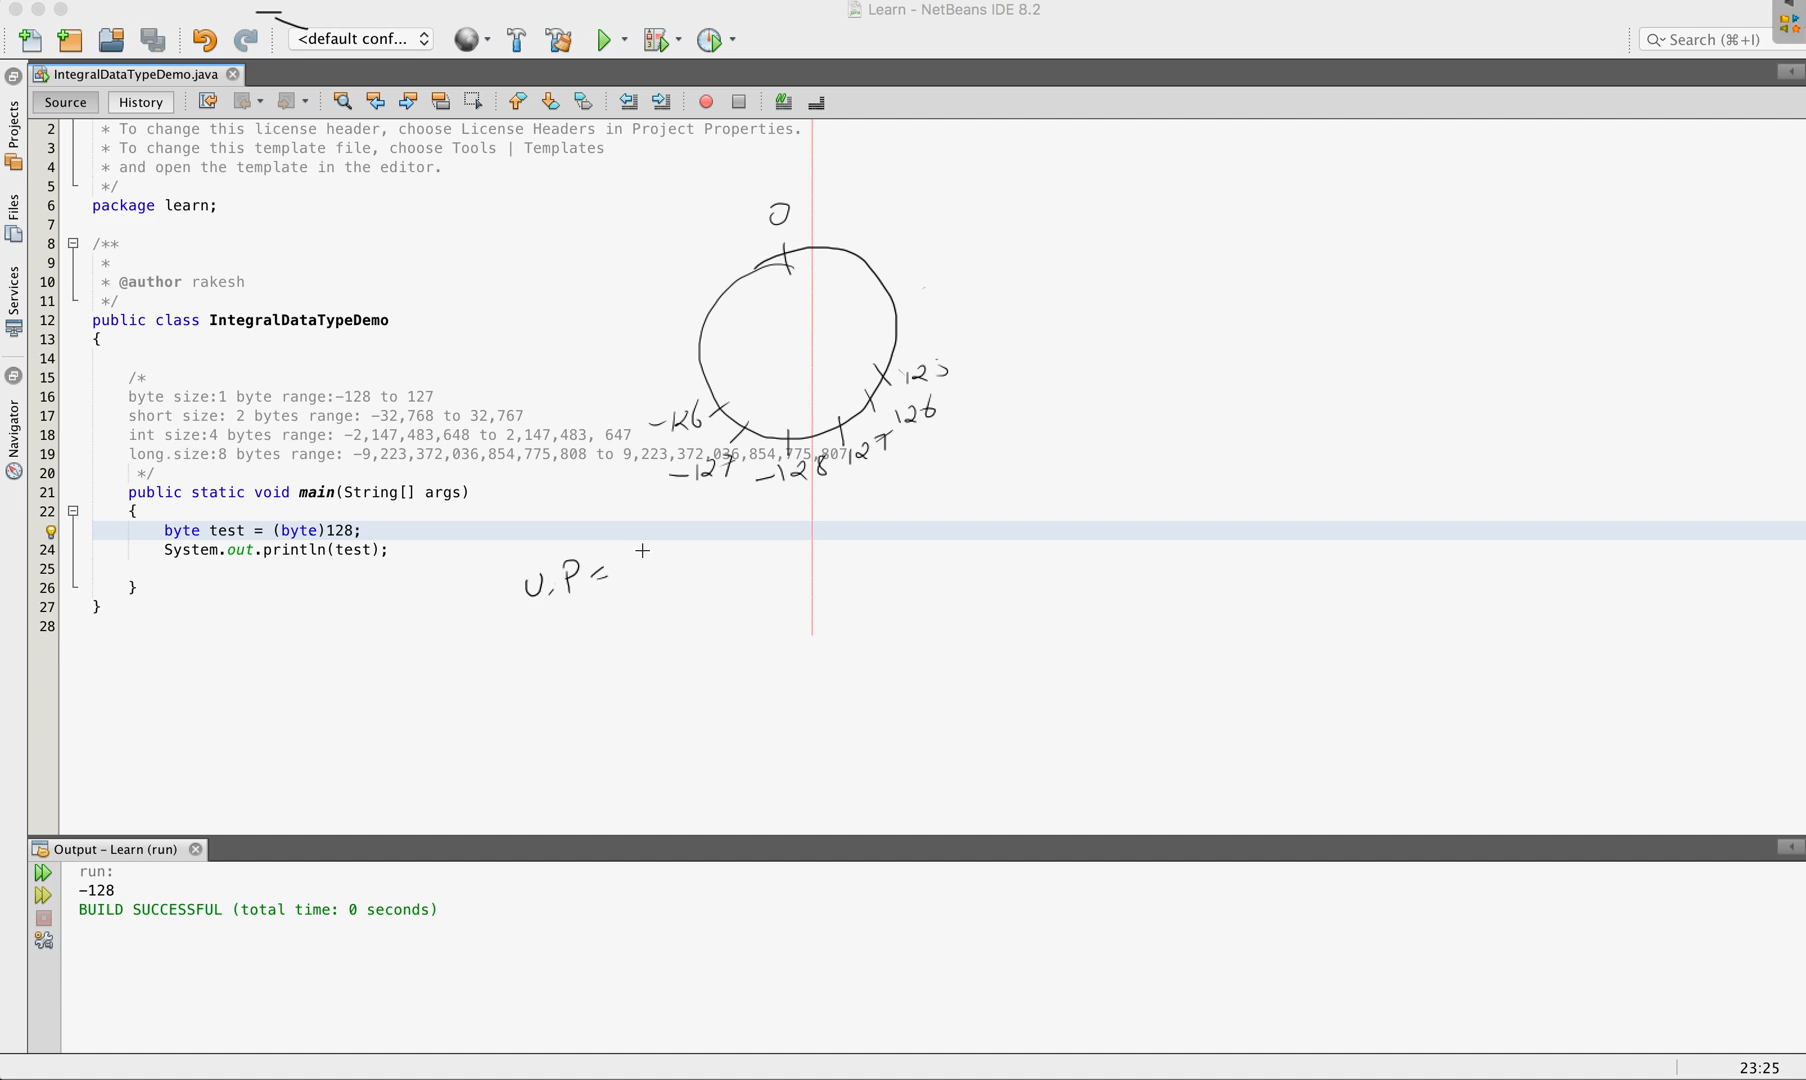 Learn - NetBeans IDE 8.2
<default conf...
Search (⌘+I)
IntegralDataTypeDemo.java
Source History
Projects
Files
Services
Navigator
2 * To change this license header, choose License Headers in Project Properties.
3 * To change this template file, choose Tools | Templates
4 * and open the template in the editor.
5 */
6 package learn;
7
8 /**
9 *
10 * @author rakesh
11 */
12 public class IntegralDataTypeDemo
13 {
14
15 /*
16 byte size:1 byte range:-128 to 127
17 short size: 2 bytes range: -32,768 to 32,767
18 int size:4 bytes range: -2,147,483,648 to 2,147,483, 647
19 long.size:8 bytes range: -9,223,372,036,854,775,808 to 9,223,372,036,854,775,807
20 */
21 public static void main(String[] args)
22 {
byte test = (byte)128;
24 System.out.println(test);
25
26 }
27 }
28
0
126
127
-128
-127
-126
U.P =
Output - Learn (run)
run:
-128
BUILD SUCCESSFUL (total time: 0 seconds)
23:25